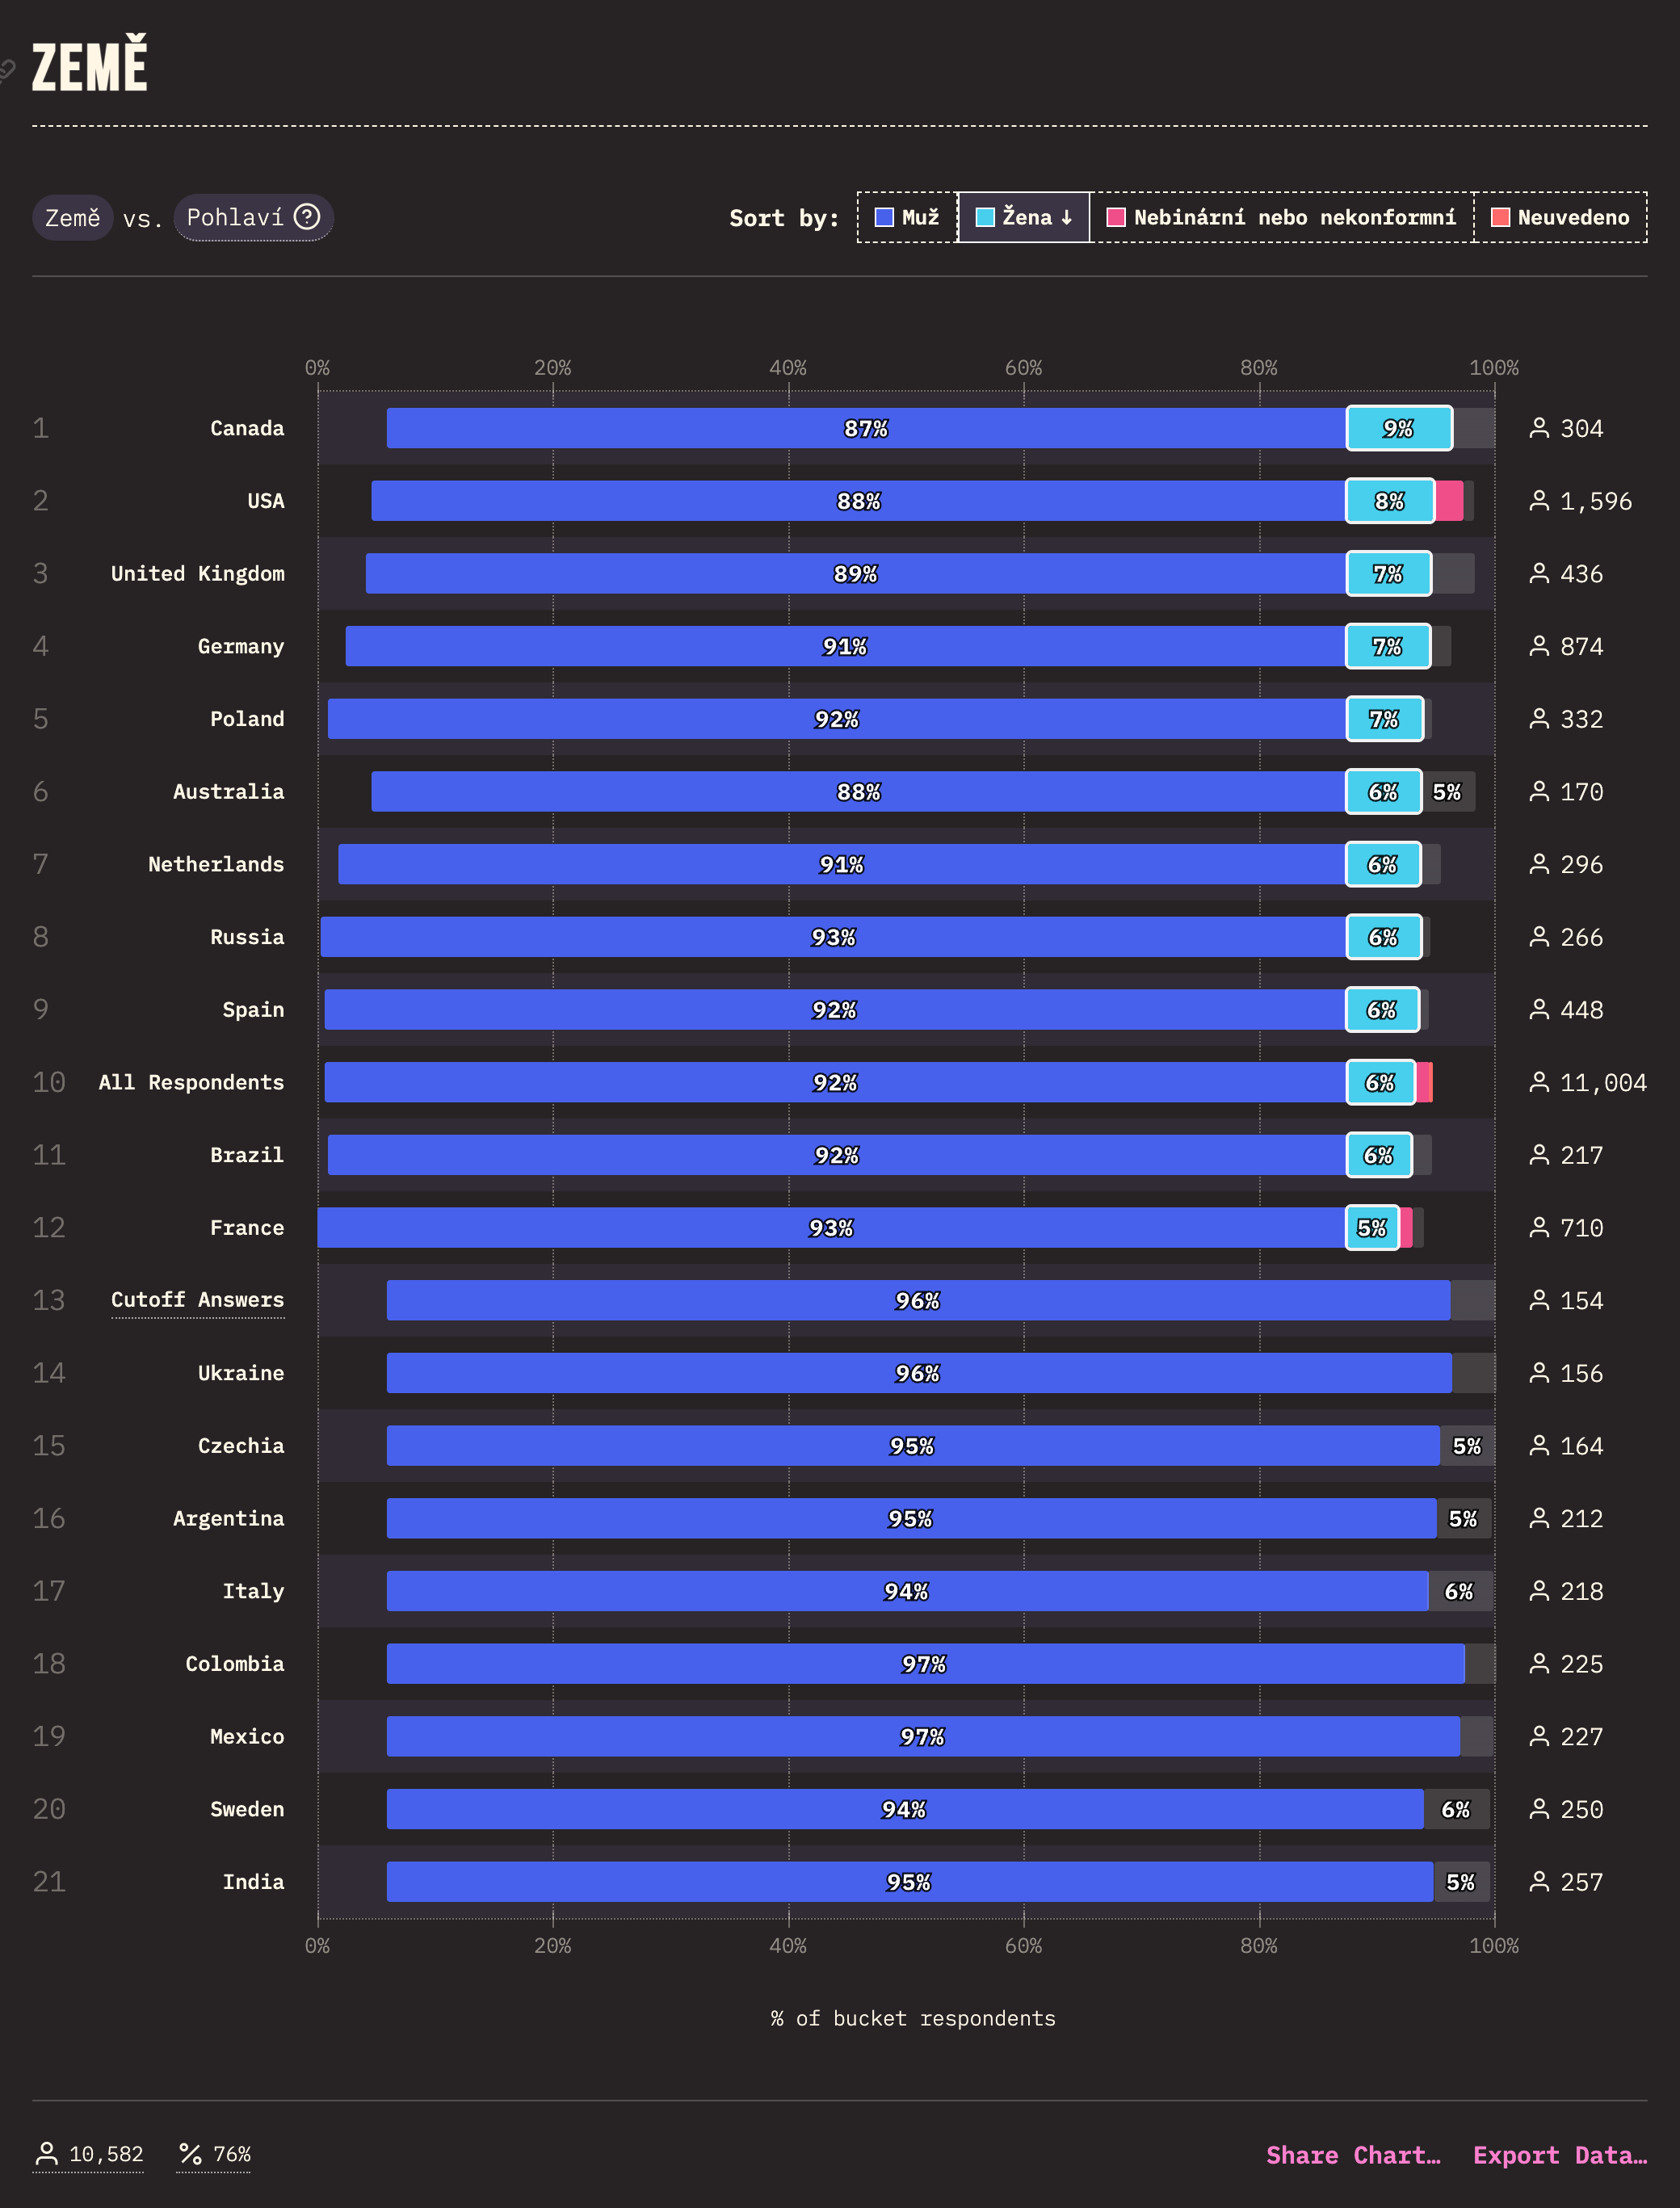 ZEMĚ
Země vs. Pohlaví ?
Sort by: Muž Žena ↓ Nebinární nebo nekonformní Neuvedeno
0% 20% 40% 60% 80% 100%
1 Canada 87% 9% 304
2 USA 88% 8% 1,596
3 United Kingdom 89% 7% 436
4 Germany 91% 7% 874
5 Poland 92% 7% 332
6 Australia 88% 6% 5% 170
7 Netherlands 91% 6% 296
8 Russia 93% 6% 266
9 Spain 92% 6% 448
10 All Respondents 92% 6% 11,004
11 Brazil 92% 6% 217
12 France 93% 5% 710
13 Cutoff Answers 96% 154
14 Ukraine 96% 156
15 Czechia 95% 5% 164
16 Argentina 95% 5% 212
17 Italy 94% 6% 218
18 Colombia 97% 225
19 Mexico 97% 227
20 Sweden 94% 6% 250
21 India 95% 5% 257
0% 20% 40% 60% 80% 100%
% of bucket respondents
10,582 % 76% Share Chart… Export Data…